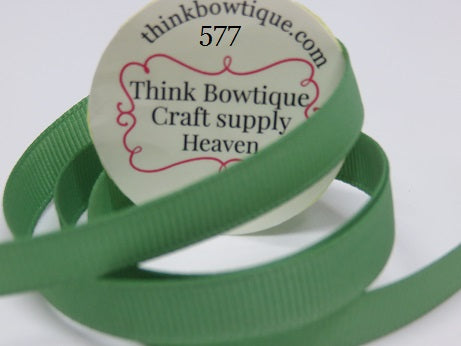 thinkbowtique.com
577
Think Bowtique
Craft supply
Heaven